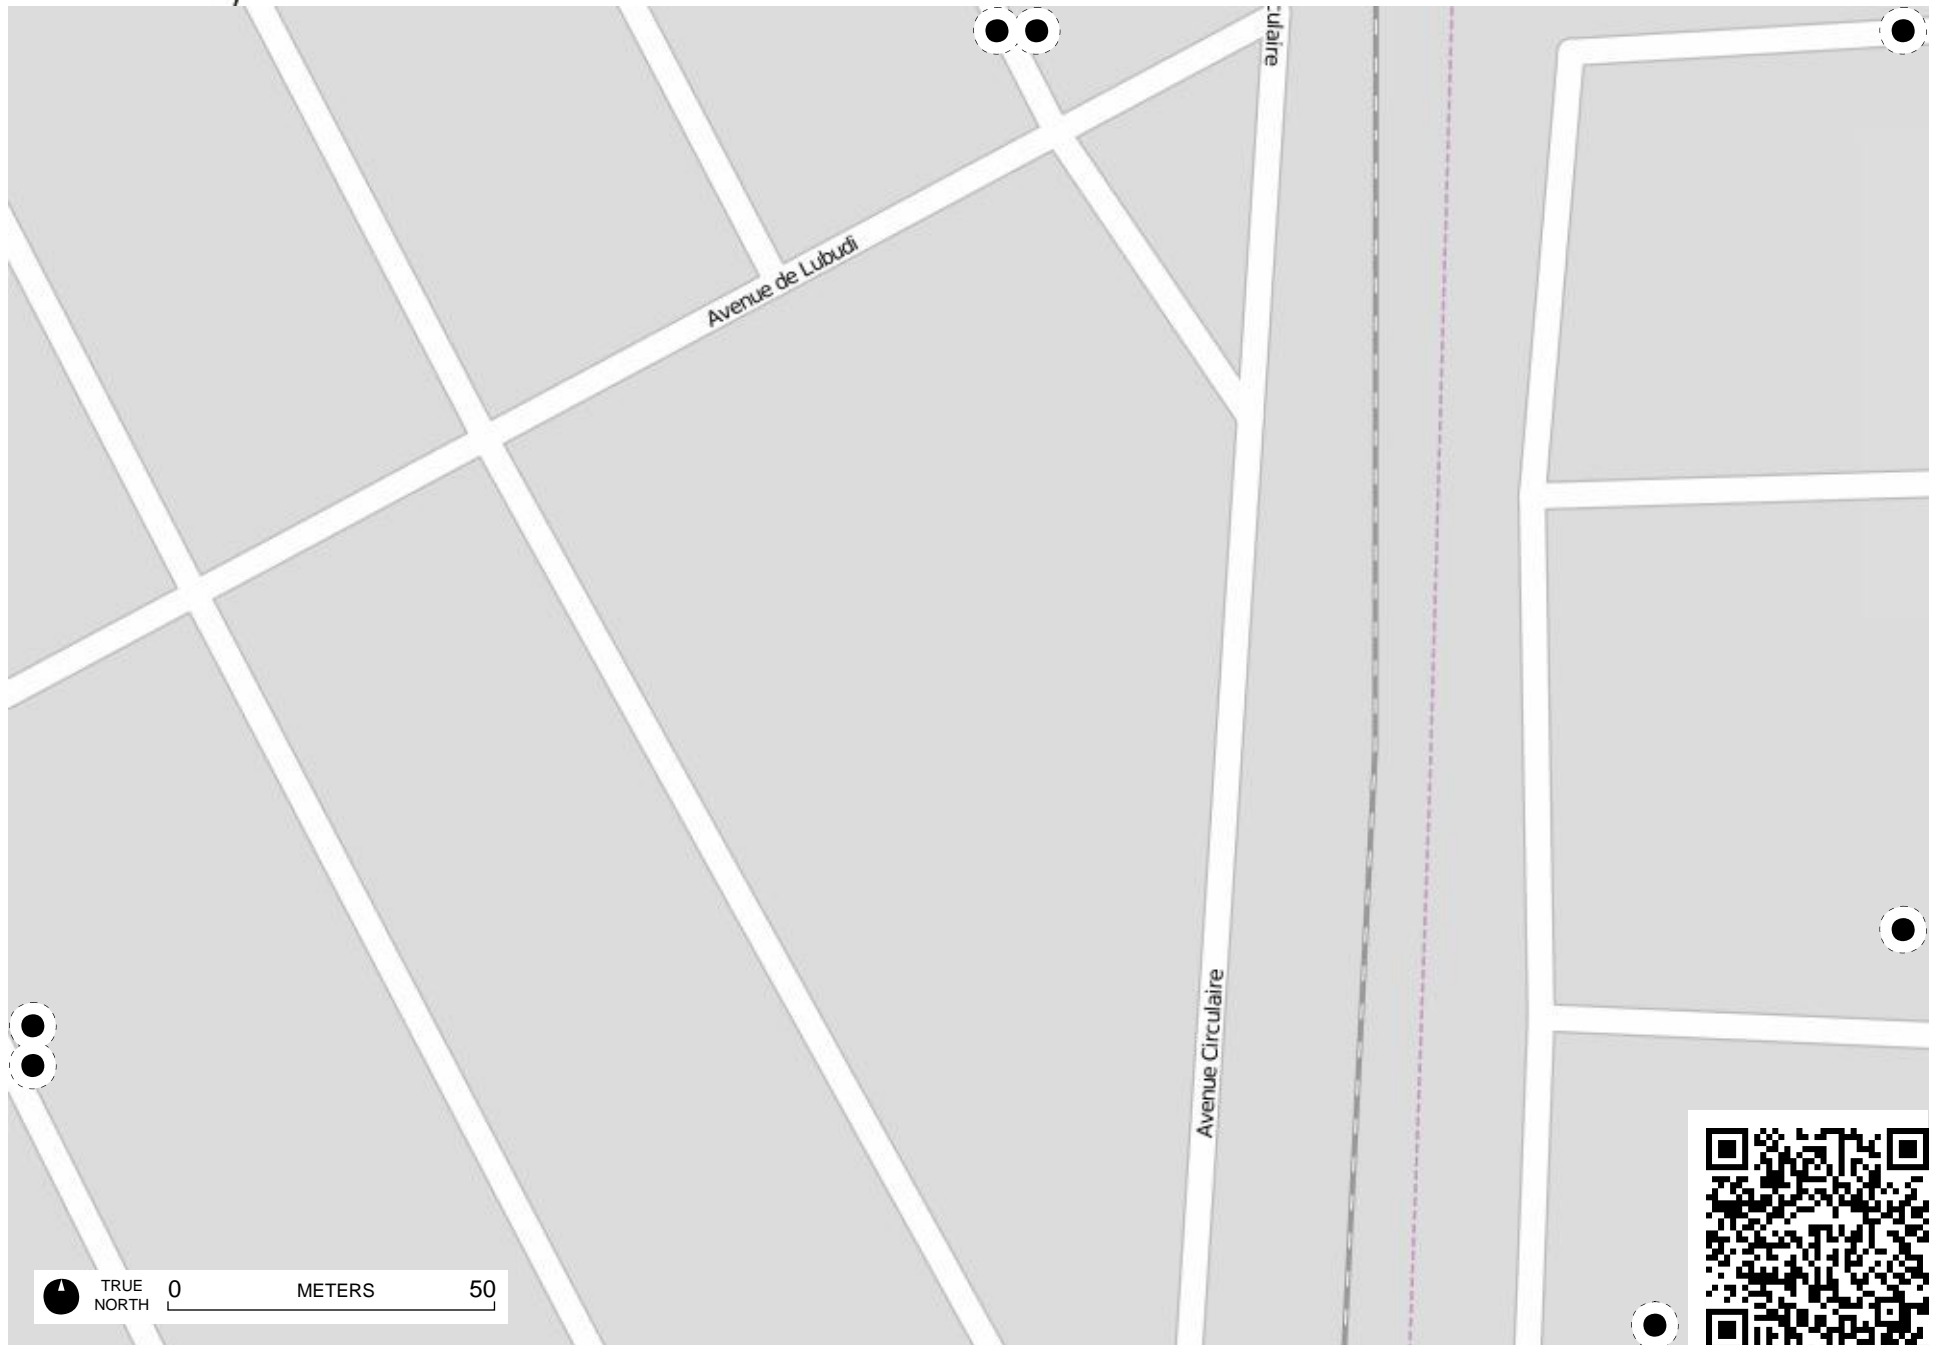 culaire
Avenue de Lubudi
Avenue Circulaire
TRUE NORTH
0 METERS 50